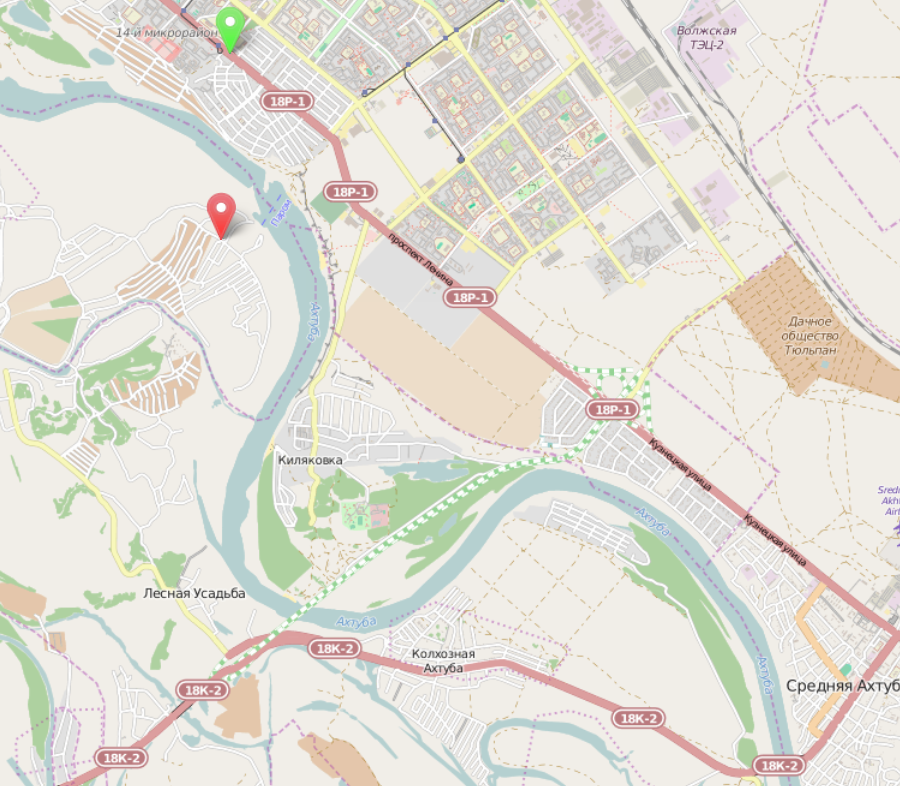 14-й микрорайон
Волжская
ТЭЦ-2
18Р-1
18Р-1
Паром
проспект Ленина
18Р-1
Ахтуба
Дачное
общество
Тюльпан
18Р-1
Кузнецкая улица
Киляковка
Ахтуба
Кузнецкая улица
Лесная Усадьба
Ахтуба
18К-2
Колхозная
Ахтуба
Ахтуба
Средняя Ахтуб
18К-2
18К-2
18К-2
18К-2